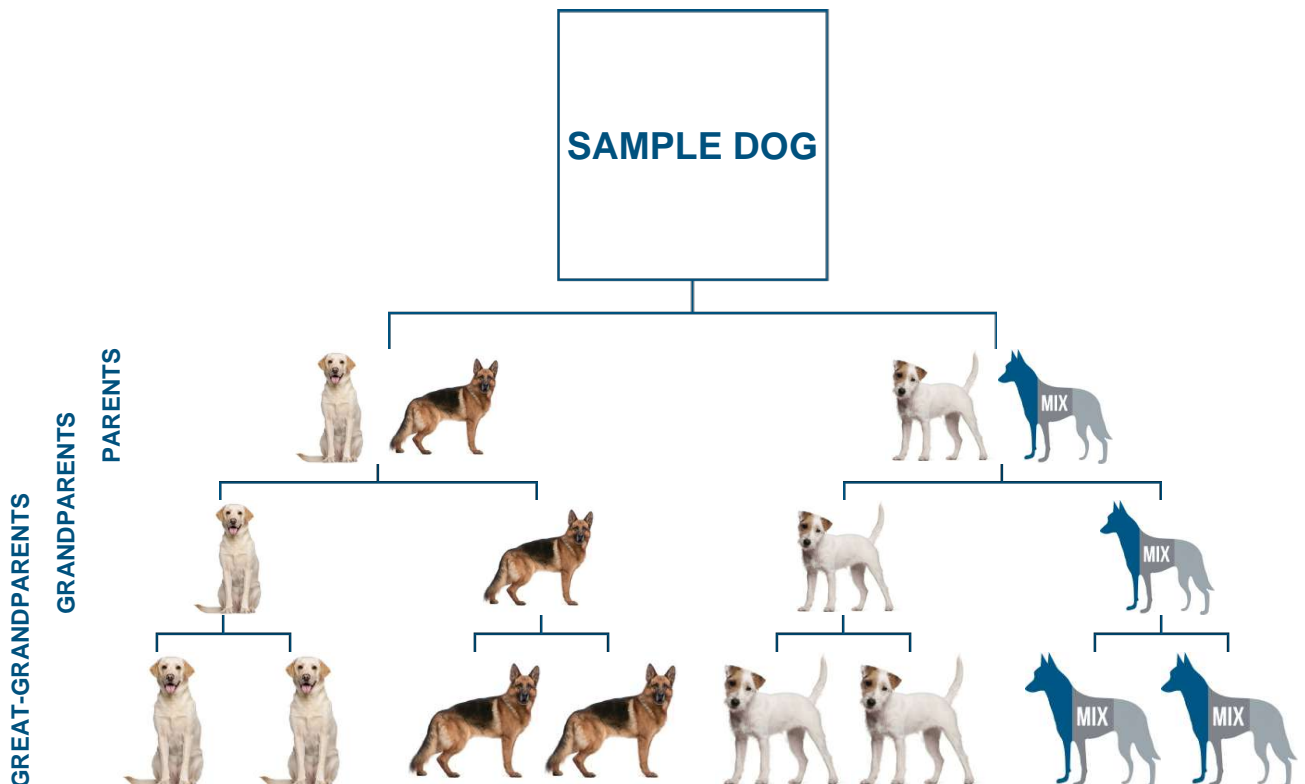 SAMPLE DOG
PARENTS
MIX
GRANDPARENTS
MIX
GREAT-GRANDPARENTS
MIX
MIX